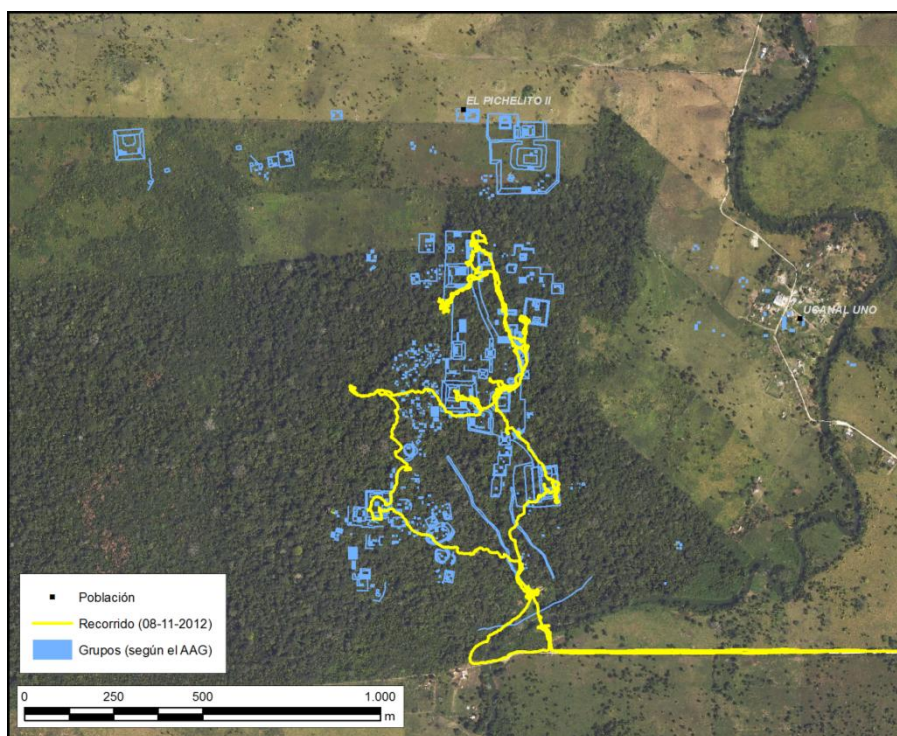 EL PICHELITO II
UCANAL UNO
Población
Recorrido (08-11-2012)
Grupos (según el AAG)
0 250 500 1.000
m